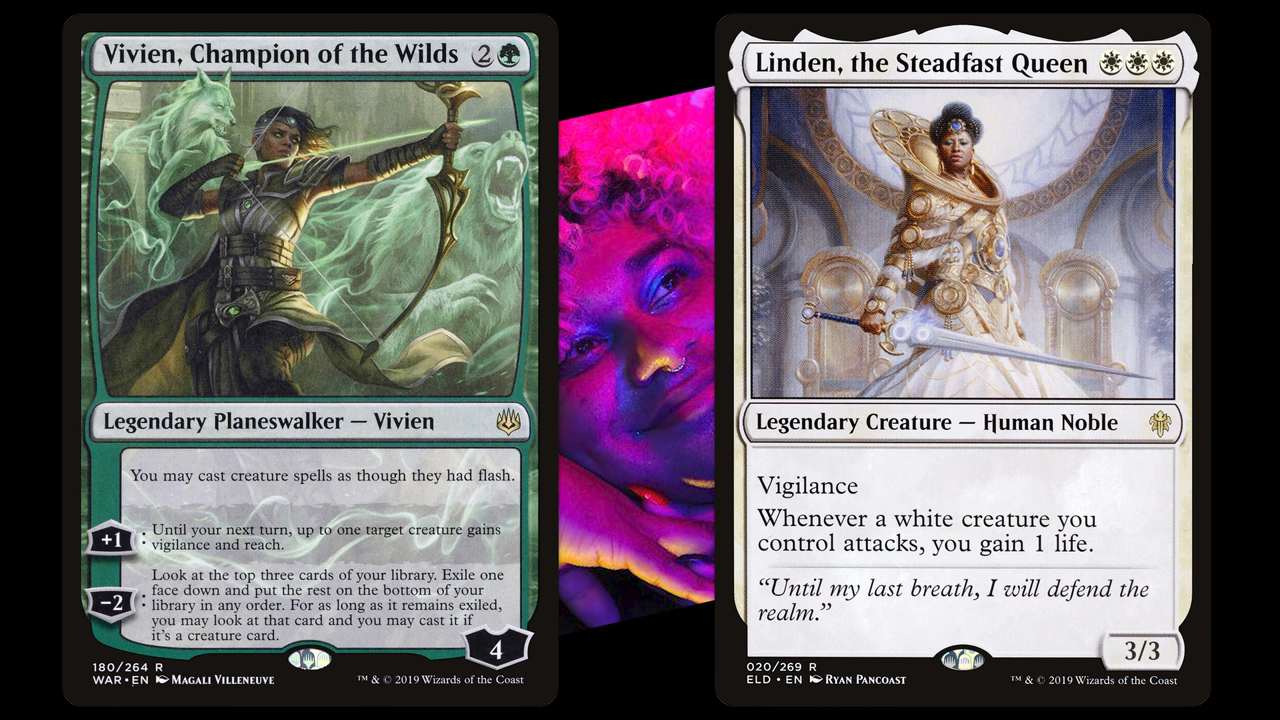 Vivien, Champion of the Wilds 2
Legendary Planeswalker — Vivien
You may cast creature spells as though they had flash.
+1 : Until your next turn, up to one target creature gains
vigilance and reach.
−2 : Look at the top three cards of your library. Exile one
face down and put the rest on the bottom of your
library in any order. For as long as it remains exiled,
you may look at that card and you may cast it if
it's a creature card.
4
180/264 R
WAR • EN Magali Villeneuve
™ & © 2019 Wizards of the Coast
Linden, the Steadfast Queen
Legendary Creature — Human Noble
Vigilance
Whenever a white creature you
control attacks, you gain 1 life.
“Until my last breath, I will defend the
realm.”
3/3
020/269 R
ELD • EN Ryan Pancoast
™ & © 2019 Wizards of the Coast